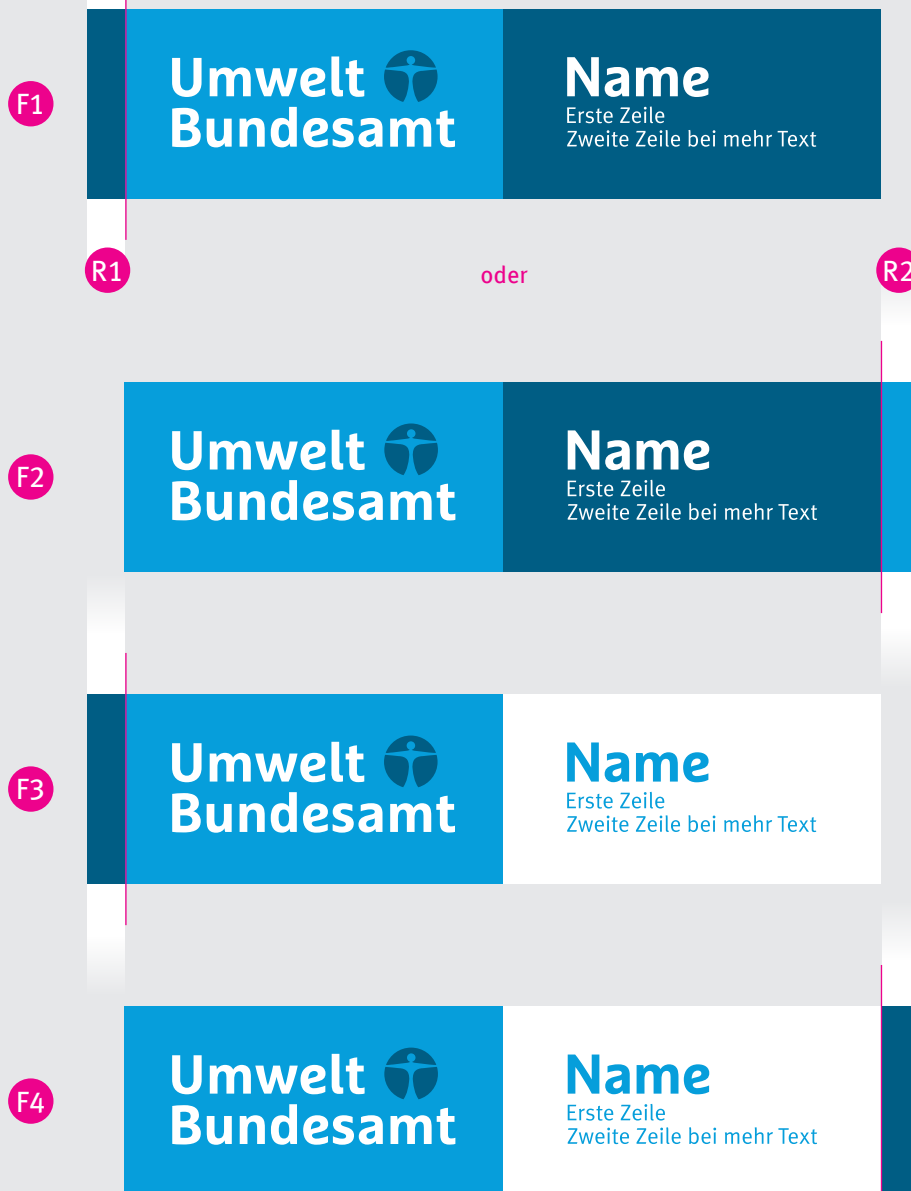 F1
Umwelt
Bundesamt
Name
Erste Zeile
Zweite Zeile bei mehr Text
R1
oder
R2
F2
Umwelt
Bundesamt
Name
Erste Zeile
Zweite Zeile bei mehr Text
F3
Umwelt
Bundesamt
Name
Erste Zeile
Zweite Zeile bei mehr Text
F4
Umwelt
Bundesamt
Name
Erste Zeile
Zweite Zeile bei mehr Text